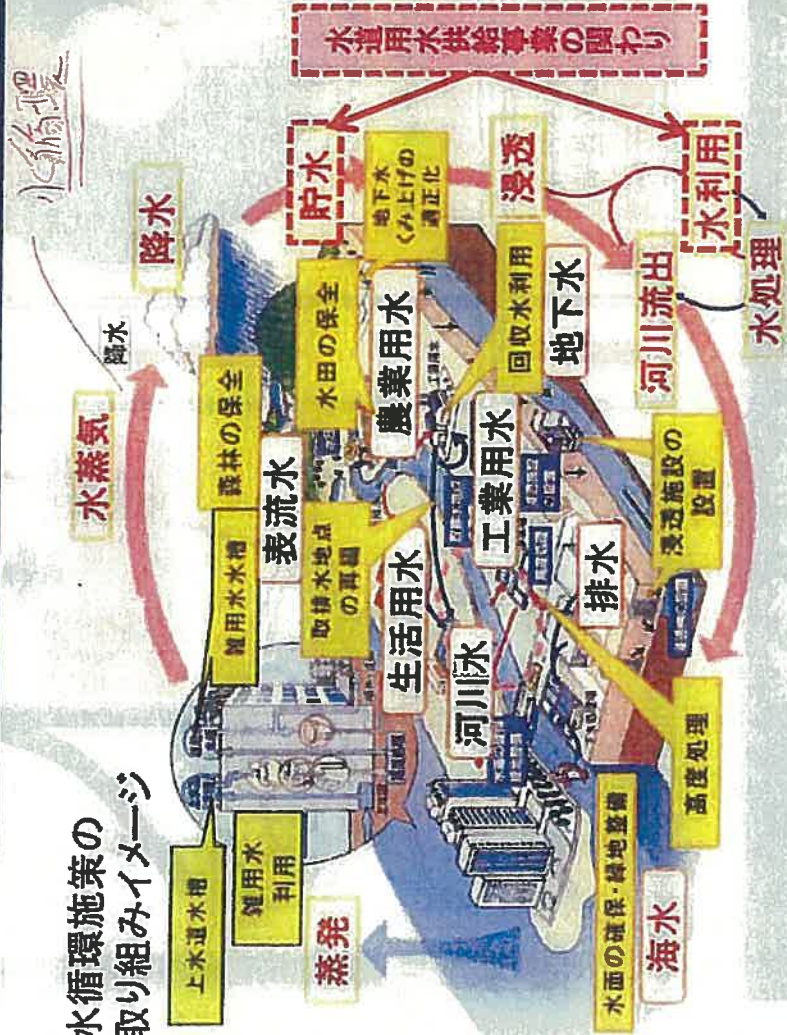 水循環施策の
取り組みイメージ
水循環
降水
降水
水蒸気
蒸発
上水道水槽
雑用水水槽
雑用水
利用
森林の保全
表流水
取排水地点
の再編
水田の保全
農業用水
生活用水
河川水
工業用水
排水
地下水
回収水利用
地下水
くみ上げの
適正化
貯水
浸透
水道用水供給事業の関わり
水利用
河川流出
水処理
浸透施設の
設置
高度処理
水面の確保・緑地整備
海水